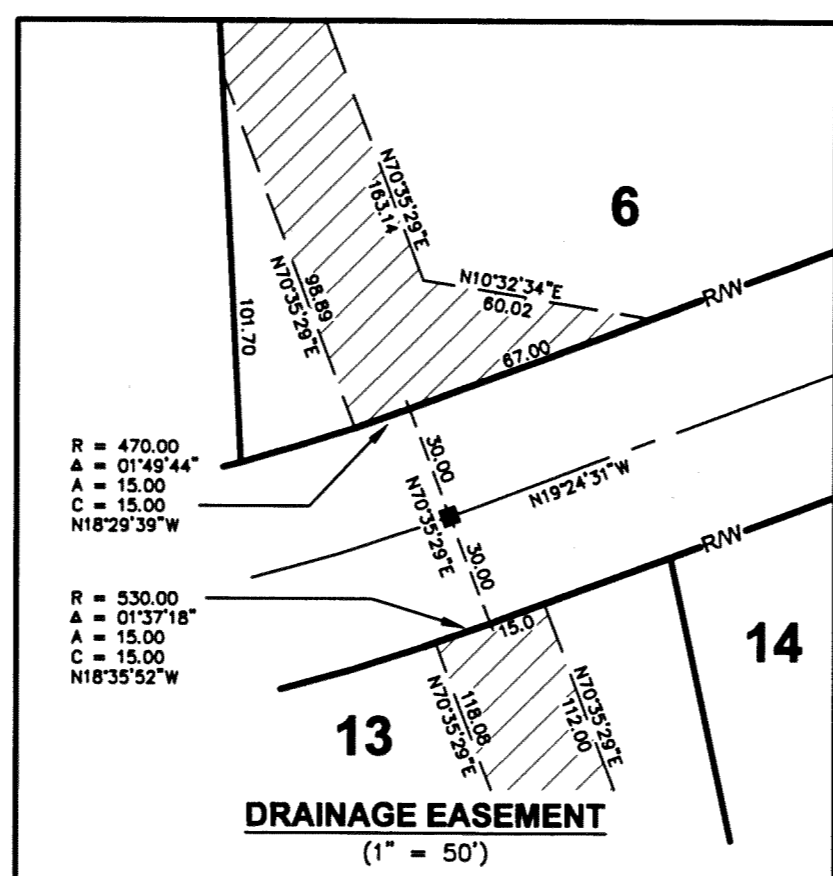 N70°35'29"E
163.14
6
N10°32'34"E
60.02
98.89
N70°35'29"E
101.70
67.00
R/W
R = 470.00
Δ = 01°49'44"
A = 15.00
C = 15.00
N18°29'39"W
30.00
N70°35'29"E
N19°24'31"W
30.00
R/W
R = 530.00
Δ = 01°37'18"
A = 15.00
C = 15.00
N18°35'52"W
15.0
14
13
118.08
N70°35'29"E
N70°35'29"E
112.00
DRAINAGE EASEMENT
(1" = 50')